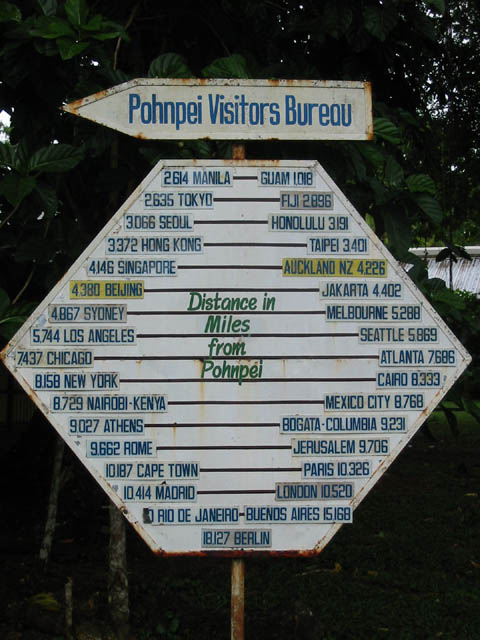 Pohnpei Visitors Bureau
2.614 MANILA GUAM 1.018
2.635 TOKYO FIJI 2.896
3.066 SEOUL HONOLULU 3.191
3.372 HONG KONG TAIPEI 3.401
4.146 SINGAPORE AUCKLAND NZ 4.226
4.380 BEIJING JAKARTA 4.402
Distance in
4.867 SYDNEY MELBOURNE 5.288
Miles
5.744 LOS ANGELES SEATTLE 5.869
from
7.437 CHICAGO ATLANTA 7.686
Pohnpei
8.158 NEW YORK CAIRO 8.333
8.729 NAIROBI-KENYA MEXICO CITY 8.768
9.027 ATHENS BOGATA-COLUMBIA 9.231
9.662 ROME JERUSALEM 9.706
10.187 CAPE TOWN PARIS 10.326
10.414 MADRID LONDON 10.520
RIO DE JANEIRO BUENOS AIRES 15.168
18.127 BERLIN